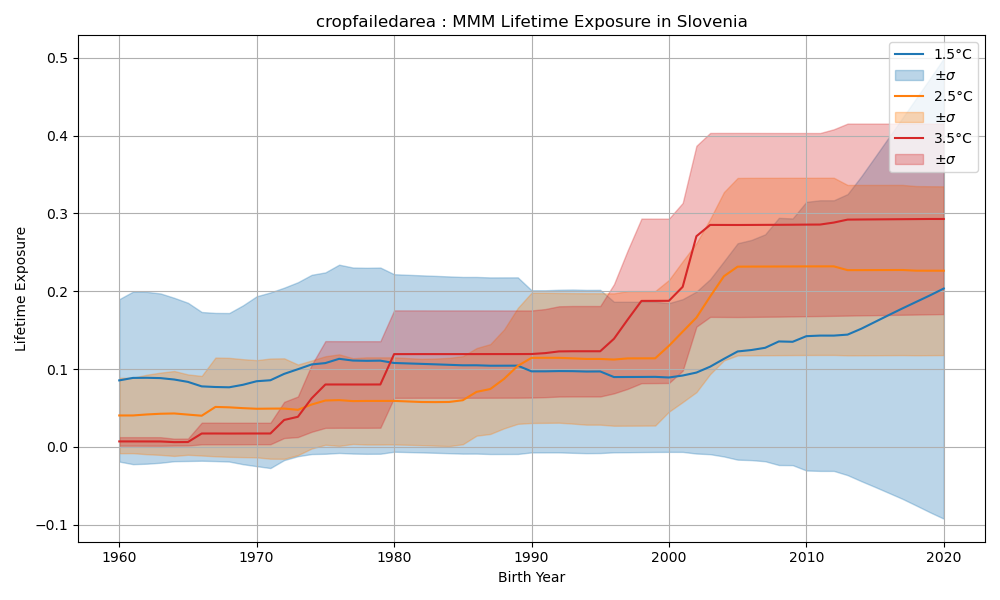 cropfailedarea : MMM Lifetime Exposure in Slovenia
Lifetime Exposure
0.5
0.4
0.3
0.2
0.1
0.0
−0.1
1.5°C
±σ
2.5°C
±σ
3.5°C
±σ
1960 1970 1980 1990 2000 2010 2020
Birth Year